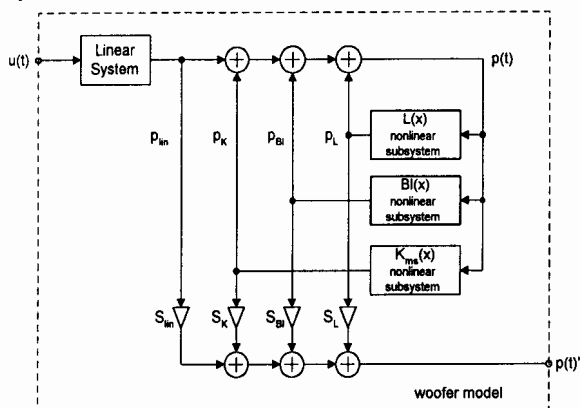 u(t)
Linear
System
p(t)
p_lin
p_K
p_Bl
p_L
L(x)
nonlinear
subsystem
Bl(x)
nonlinear
subsystem
K_ms(x)
nonlinear
subsystem
S_lin
S_K
S_Bl
S_L
p(t)'
woofer model